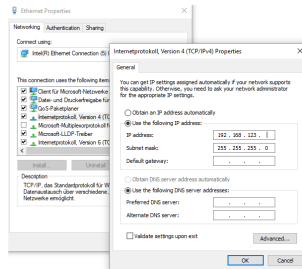 Ethernet Properties
Networking Authentication Sharing
Connect using:
Intel(R) Ethernet Connection (5)
This connection uses the following item
Client für Microsoft-Netzwerke
Datei- und Druckerfreigabe für
QoS-Paketplaner
Internetprotokoll, Version 4 (TC
Microsoft-Multiplexorprotokoll f
Microsoft-LLDP-Treiber
Internetprotokoll, Version 6 (TC
Install... Uninstall
Description
TCP/IP, das Standardprotokoll für W
Datenaustausch über verschiedene,
Netzwerke ermöglicht.
Internetprotokoll, Version 4 (TCP/IPv4) Properties
General
You can get IP settings assigned automatically if your network supports
this capability. Otherwise, you need to ask your network administrator
for the appropriate IP settings.
Obtain an IP address automatically
Use the following IP address:
IP address: 192 . 168 . 123 .
Subnet mask: 255 . 255 . 255 . 0
Default gateway: . . .
Obtain DNS server address automatically
Use the following DNS server addresses:
Preferred DNS server: . . .
Alternate DNS server: . . .
Validate settings upon exit
Advanced...
OK Cancel